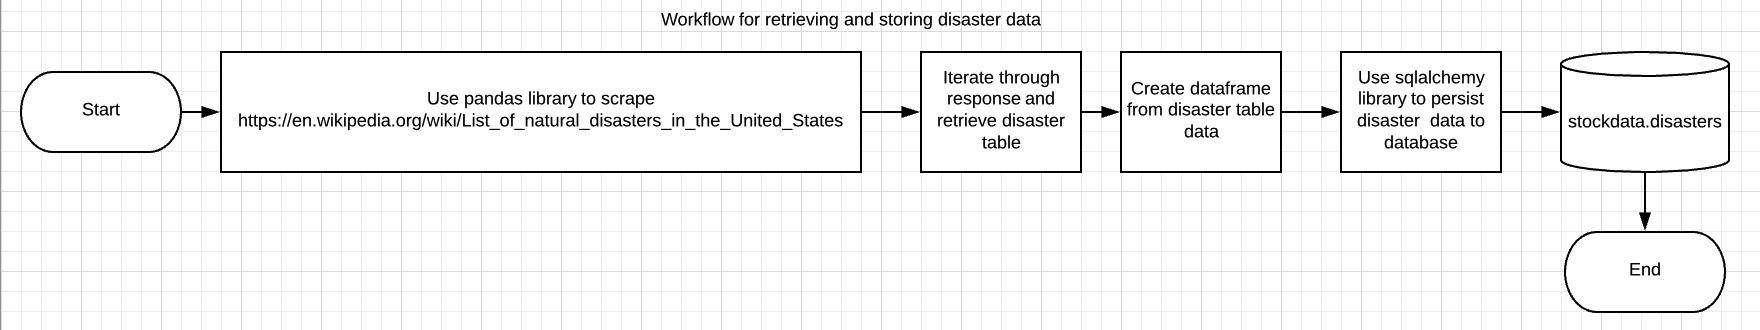 Workflow for retrieving and storing disaster data
Start
Use pandas library to scrape
https://en.wikipedia.org/wiki/List_of_natural_disasters_in_the_United_States
Iterate through
response and
retrieve disaster
table
Create dataframe
from disaster table
data
Use sqlalchemy
library to persist
disaster data to
database
stockdata.disasters
End